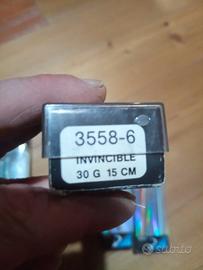 3558-6
INVINCIBLE
30 G 15 CM
subito